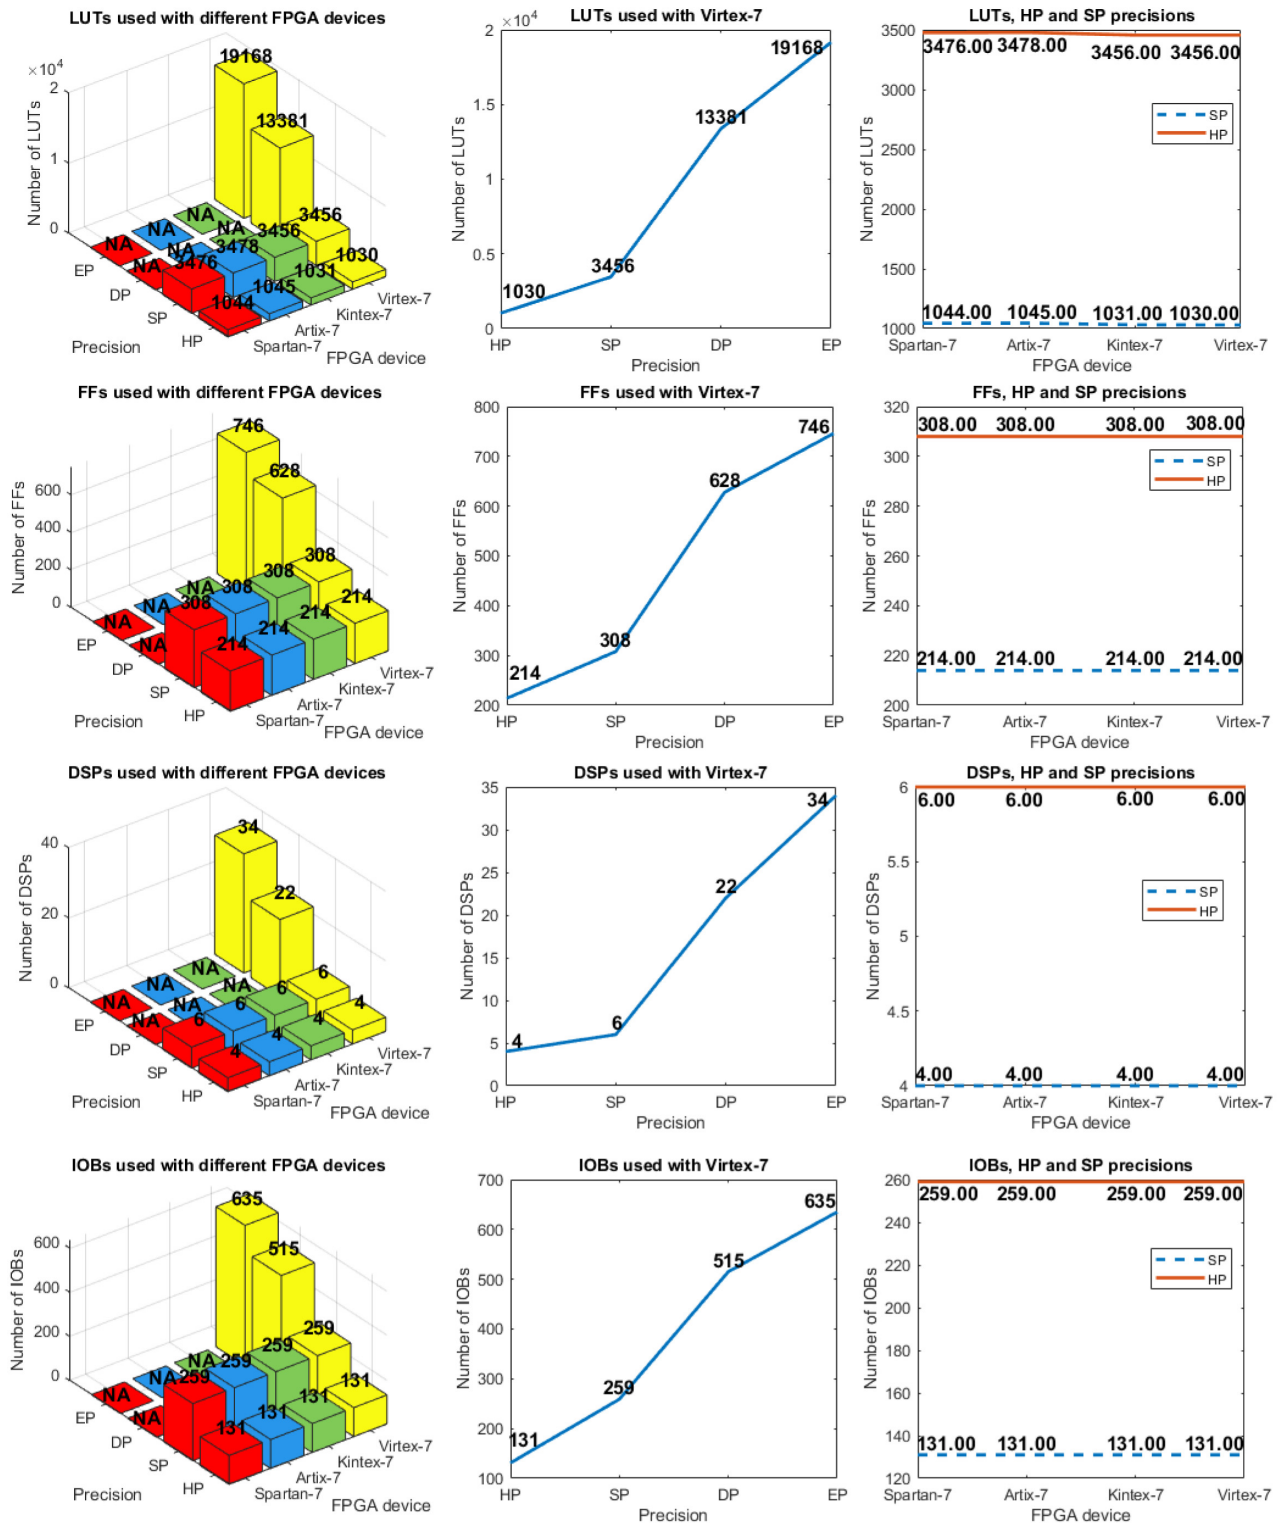 LUTs used with different FPGA devices
×10^4
2
1
0
Number of LUTs
19168
13381
3456
1030
NA
NA
3456
1031
NA
NA
3478
1045
NA
NA
3476
1044
EP
DP
SP
HP
Precision
Spartan-7
Artix-7
Kintex-7
Virtex-7
FPGA device
LUTs used with Virtex-7
×10^4
2
1.5
1
0.5
0
Number of LUTs
1030
3456
13381
19168
HP
SP
DP
EP
Precision
LUTs, HP and SP precisions
3500
3000
2500
2000
1500
1000
Number of LUTs
3476.00
3478.00
3456.00
3456.00
SP
HP
1044.00
1045.00
1031.00
1030.00
Spartan-7
Artix-7
Kintex-7
Virtex-7
FPGA device
FFs used with different FPGA devices
600
400
200
0
Number of FFs
746
628
308
214
NA
308
214
NA
308
214
NA
NA
308
214
EP
DP
SP
HP
Precision
Spartan-7
Artix-7
Kintex-7
Virtex-7
FPGA device
FFs used with Virtex-7
800
700
600
500
400
300
200
Number of FFs
214
308
628
746
HP
SP
DP
EP
Precision
FFs, HP and SP precisions
320
300
280
260
240
220
200
Number of FFs
308.00
308.00
308.00
308.00
SP
HP
214.00
214.00
214.00
214.00
Spartan-7
Artix-7
Kintex-7
Virtex-7
FPGA device
DSPs used with different FPGA devices
40
20
0
Number of DSPs
34
22
6
4
NA
NA
6
4
NA
NA
6
4
NA
NA
6
4
EP
DP
SP
HP
Precision
Spartan-7
Artix-7
Kintex-7
Virtex-7
FPGA device
DSPs used with Virtex-7
35
30
25
20
15
10
5
0
Number of DSPs
4
6
22
34
HP
SP
DP
EP
Precision
DSPs, HP and SP precisions
6
5.5
5
4.5
4
Number of DSPs
6.00
6.00
6.00
6.00
SP
HP
4.00
4.00
4.00
4.00
Spartan-7
Artix-7
Kintex-7
Virtex-7
FPGA device
IOBs used with different FPGA devices
600
400
200
0
Number of IOBs
635
515
259
131
NA
259
131
NA
259
131
NA
NA
259
131
EP
DP
SP
HP
Precision
Spartan-7
Artix-7
Kintex-7
Virtex-7
FPGA device
IOBs used with Virtex-7
700
600
500
400
300
200
100
Number of IOBs
131
259
515
635
HP
SP
DP
EP
Precision
IOBs, HP and SP precisions
260
240
220
200
180
160
140
120
Number of IOBs
259.00
259.00
259.00
259.00
SP
HP
131.00
131.00
131.00
131.00
Spartan-7
Artix-7
Kintex-7
Virtex-7
FPGA device